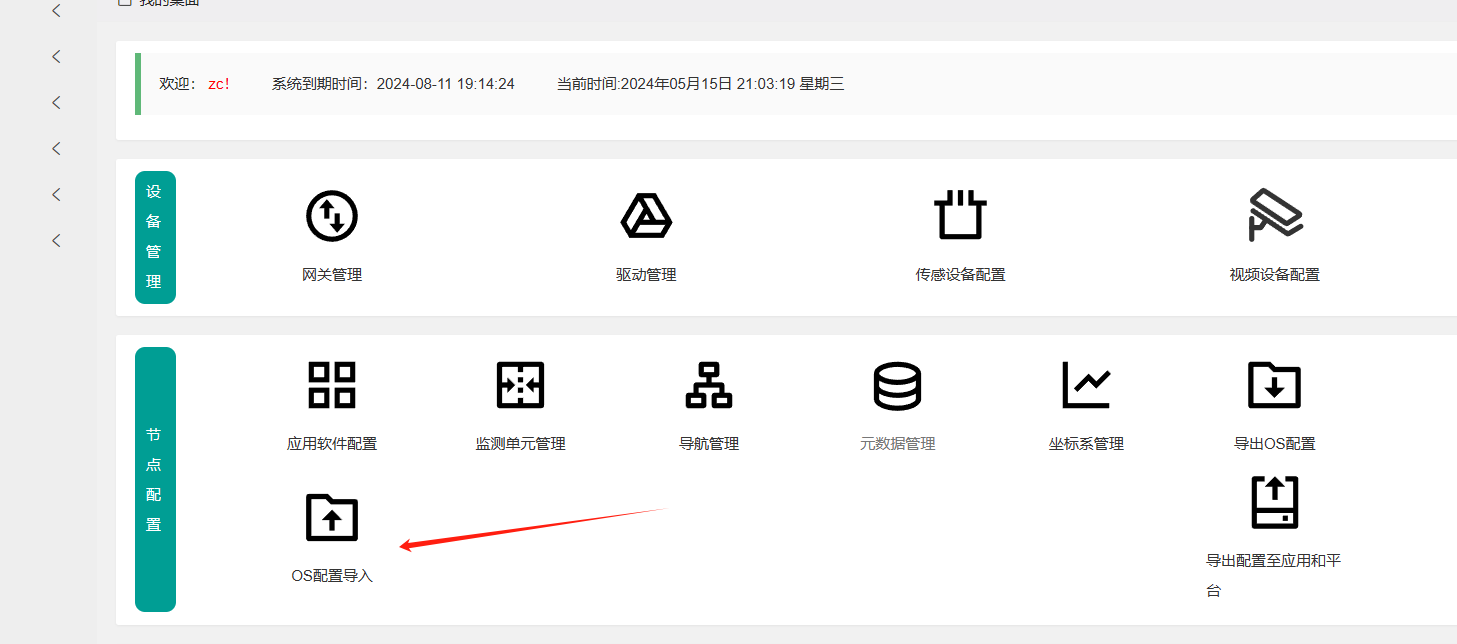 我的桌面
欢迎： zc！ 系统到期时间：2024-08-11 19:14:24 当前时间:2024年05月15日 21:03:19 星期三
设
备
管
理
网关管理 驱动管理 传感设备配置 视频设备配置
节
点
配
置
应用软件配置 监测单元管理 导航管理 元数据管理 坐标系管理 导出OS配置
OS配置导入
导出配置至应用和平
台